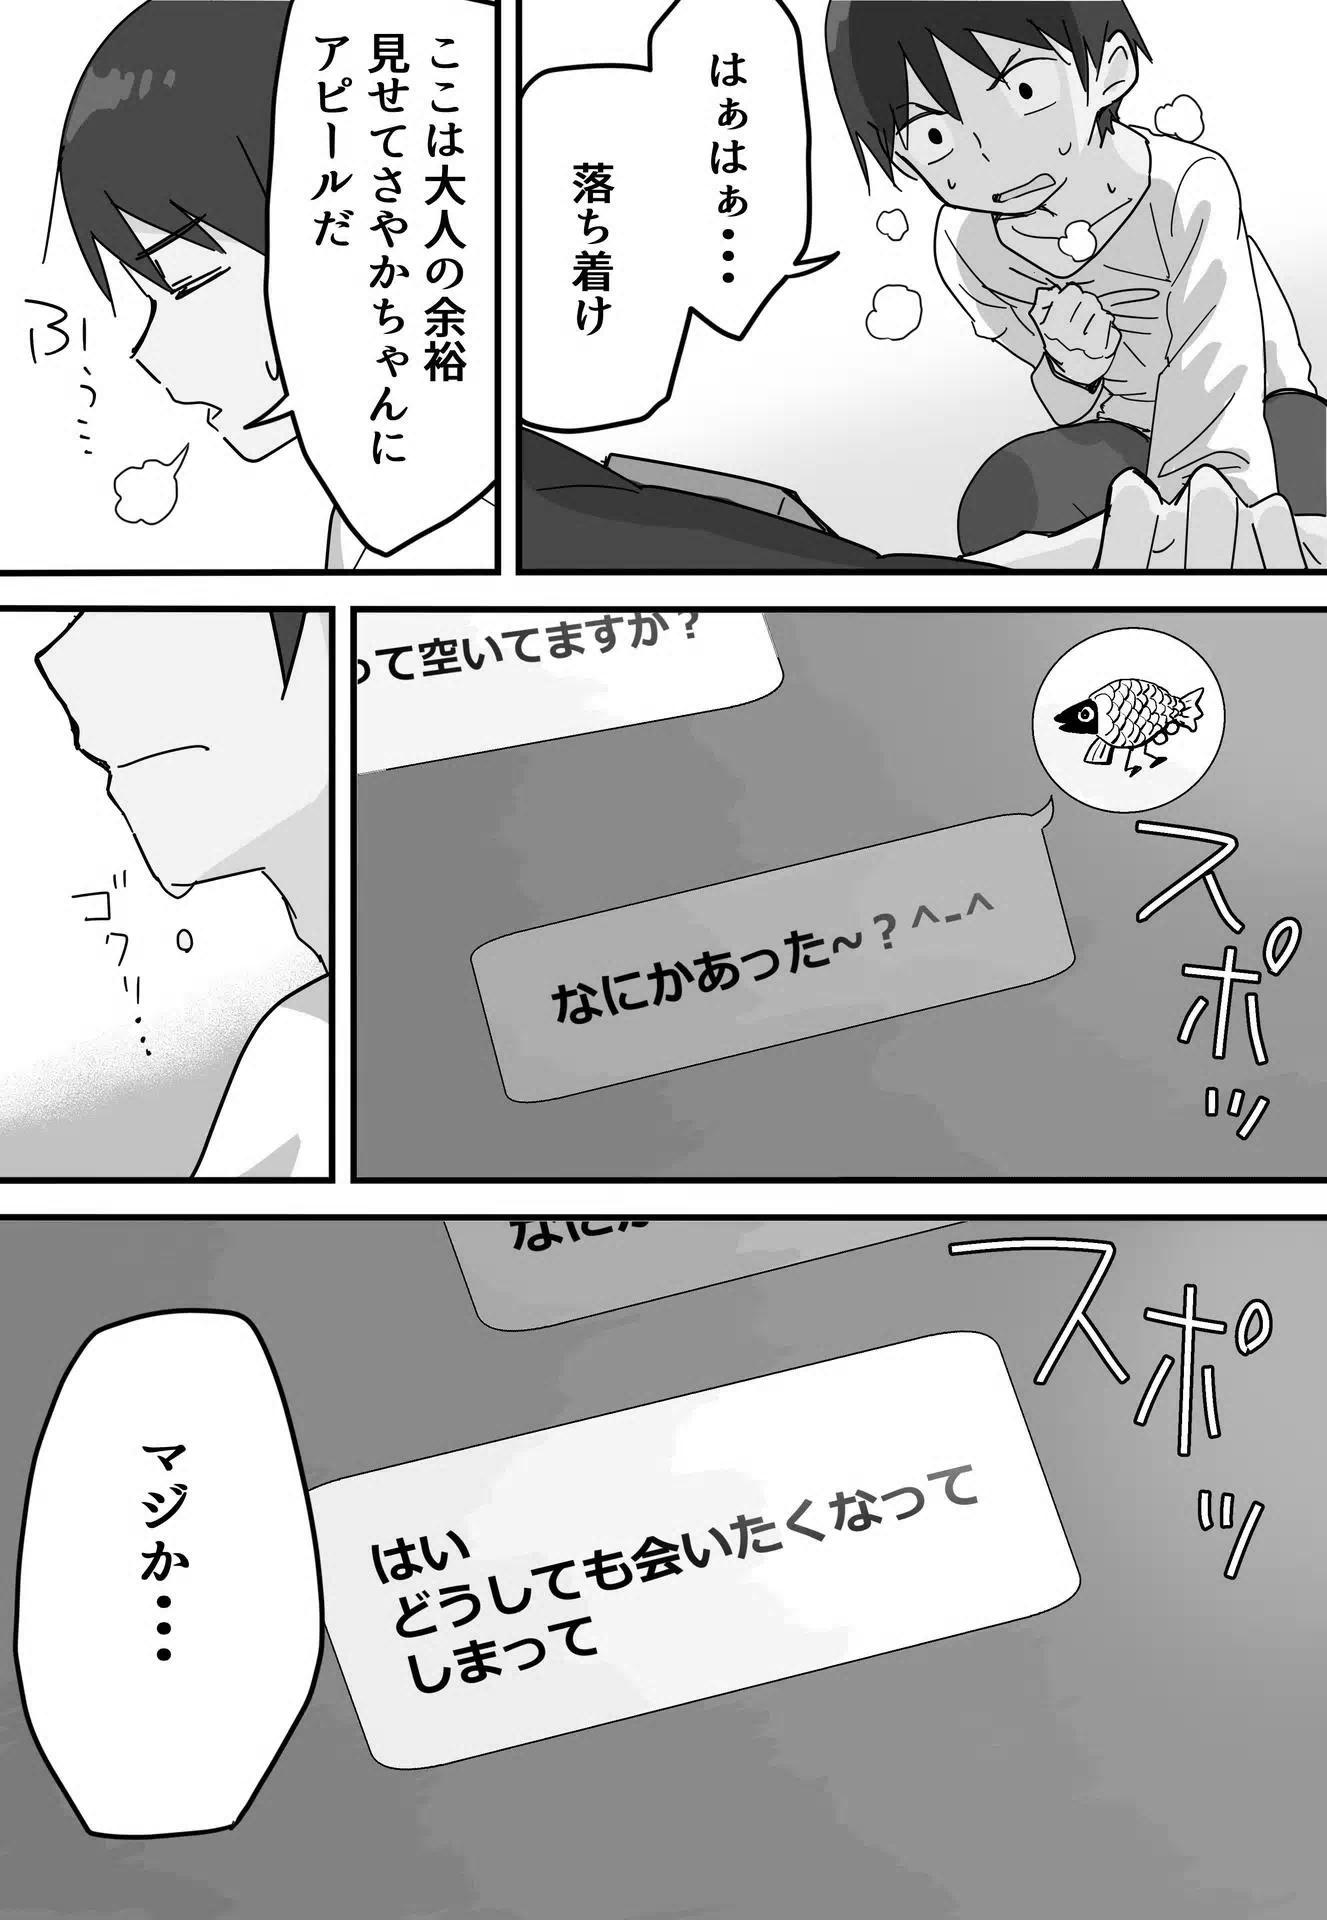 はぁはぁ・・・
落ち着け
ここは大人の余裕
見せてさやかちゃんに
アピールだ
ふぅ…
って空いてますか？
なにかあった~？^-^
スポッ
ゴクッ…
なにか
スポッ
はい
どうしても会いたくなって
しまって
マジか・・・